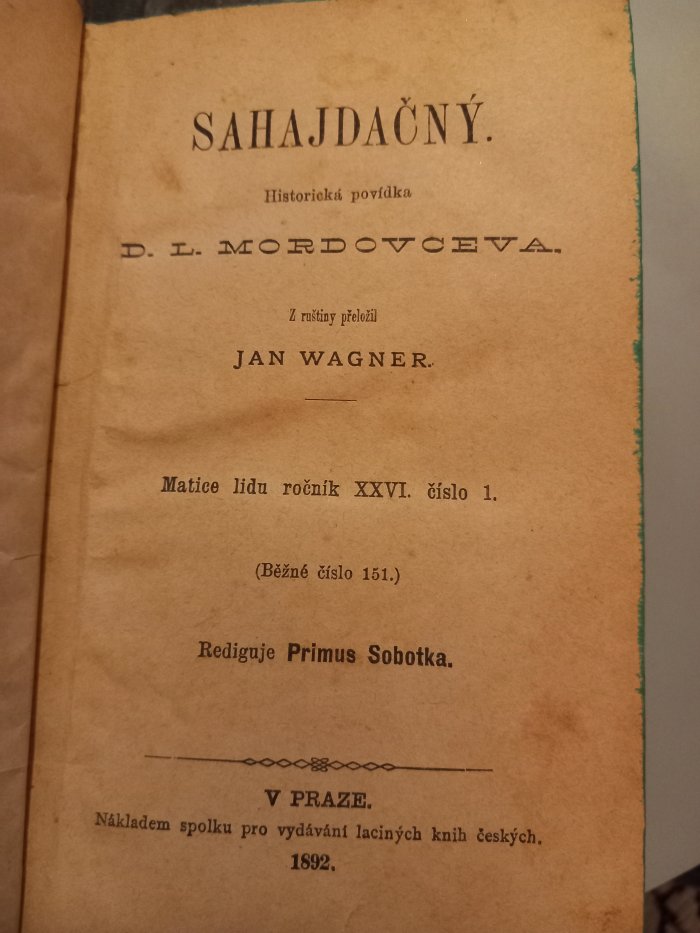 SAHAJDAČNÝ.
Historická povídka
D. L. MORDOVCEVA.
Z ruštiny přeložil
JAN WAGNER.
Matice lidu ročník XXVI. číslo 1.
(Běžné číslo 151.)
Rediguje Primus Sobotka.
V PRAZE.
Nákladem spolku pro vydávání laciných knih českých.
1892.